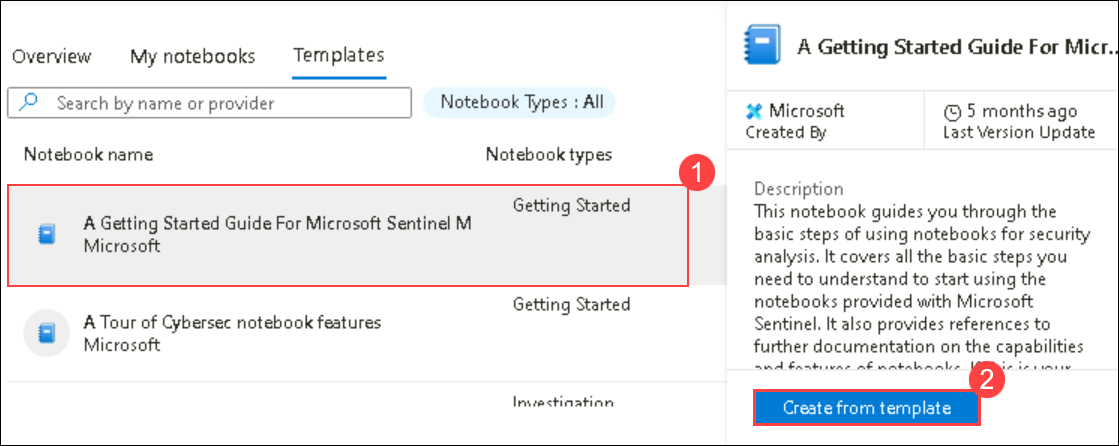 Overview My notebooks Templates
Search by name or provider Notebook Types : All
Notebook name Notebook types
1
A Getting Started Guide For Microsoft Sentinel M Getting Started
Microsoft
A Tour of Cybersec notebook features Getting Started
Microsoft
Investigation
A Getting Started Guide For Micr...
Microsoft
Created By
5 months ago
Last Version Update
Description
This notebook guides you through the
basic steps of using notebooks for security
analysis. It covers all the basic steps you
need to understand to start using the
notebooks provided with Microsoft
Sentinel. It also provides references to
further documentation on the capabilities
and features of notebooks. is is your
2
Create from template